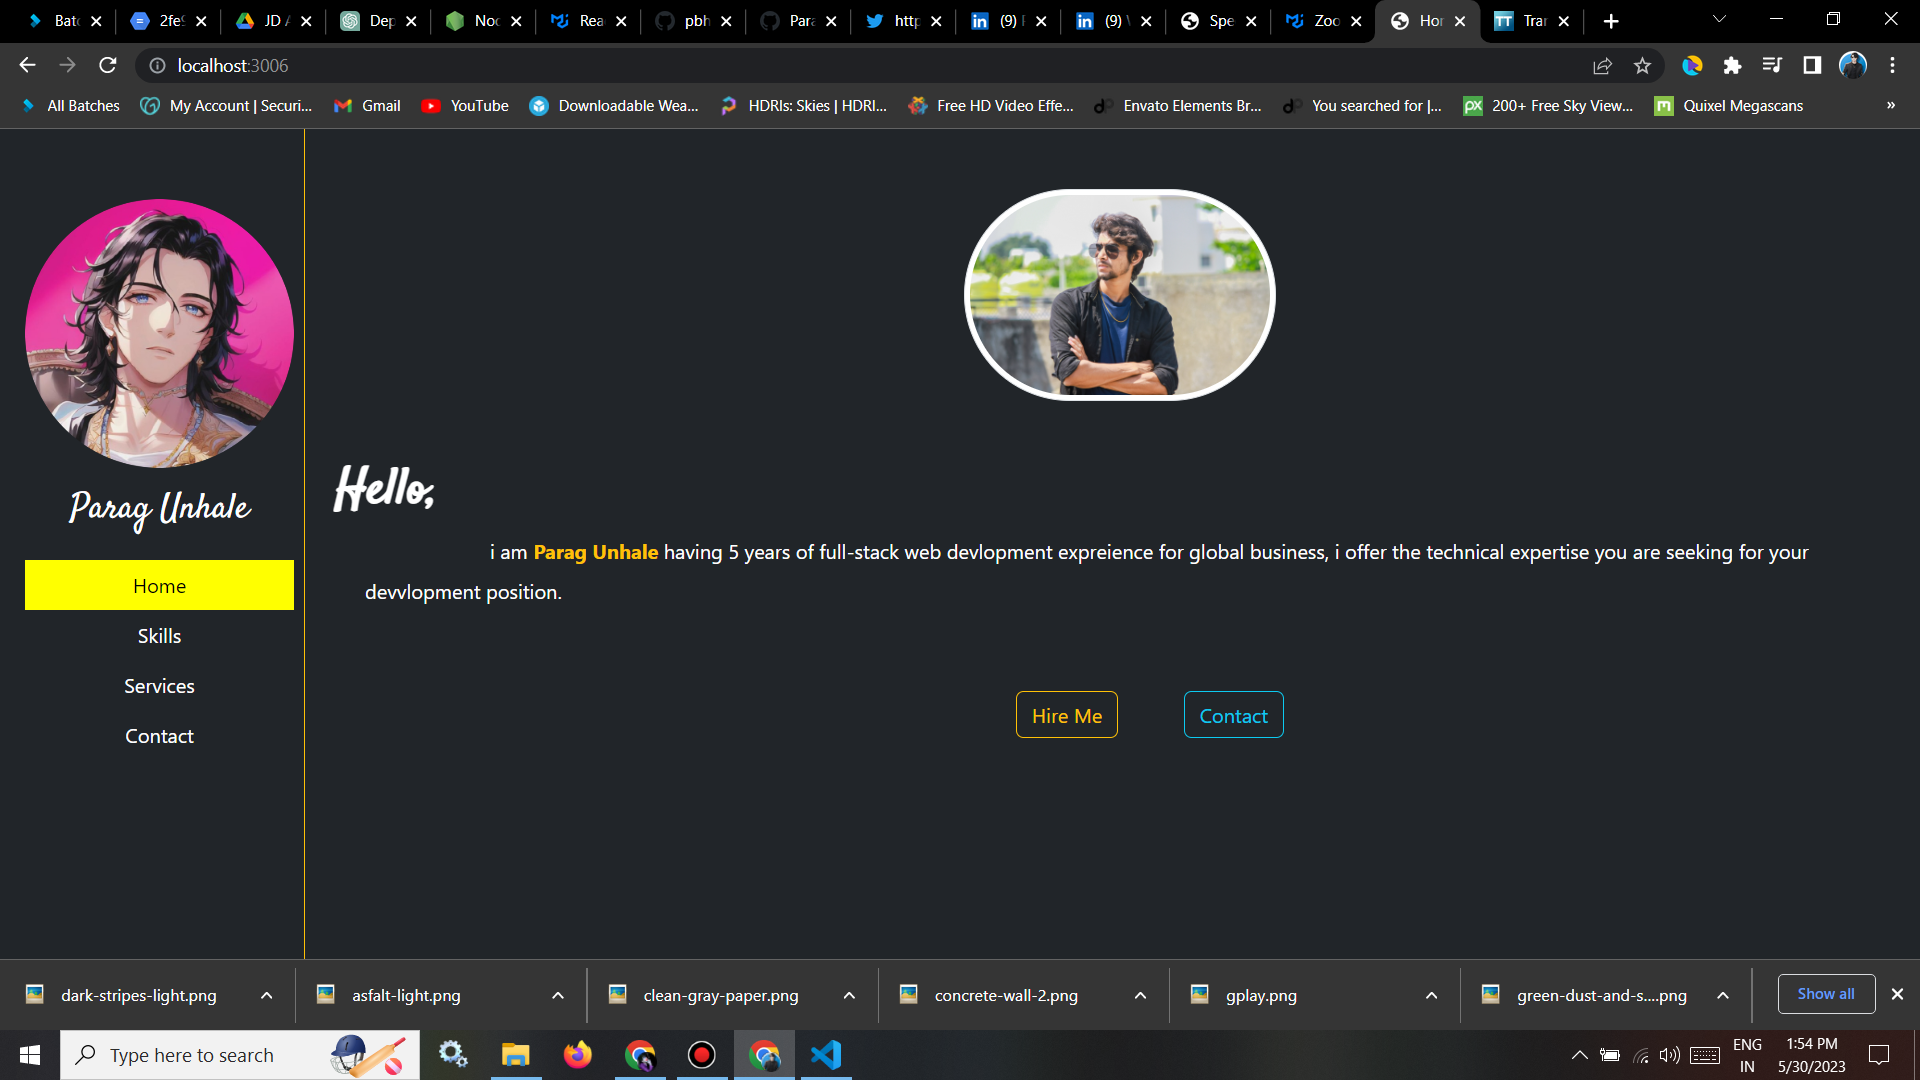 Batc
2fe9
JD A
Dep
Noc
Rea
pbh
Para
http
(9) F
(9) V
Spe
Zoo
Hor
Tran
localhost:3006
All Batches
My Account | Securi...
Gmail
YouTube
Downloadable Wea...
HDRIs: Skies | HDRI...
Free HD Video Effe...
Envato Elements Br...
You searched for |...
200+ Free Sky View...
Quixel Megascans
»
Parag Unhale
Home
Skills
Services
Contact
Hello,
i am Parag Unhale having 5 years of full-stack web devlopment expreience for global business, i offer the technical expertise you are seeking for your
devvlopment position.
Hire Me
Contact
dark-stripes-light.png
asfalt-light.png
clean-gray-paper.png
concrete-wall-2.png
gplay.png
green-dust-and-s....png
Show all
Type here to search
ENG
IN
1:54 PM
5/30/2023